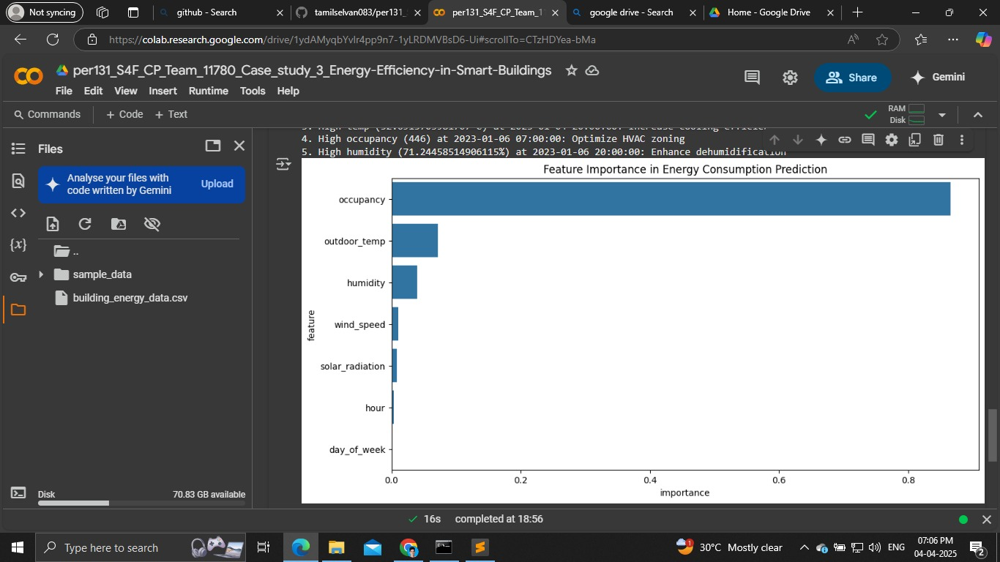 Not syncing
github - Search
tamilselvan083/per131_
per131_S4F_CP_Team_1
google drive - Search
Home - Google Drive
https://colab.research.google.com/drive/1ydAMyqbYvlr4pp9n7-1yLRDMVBsD6-Ui#scrollTo=CTzHDYea-bMa
per131_S4F_CP_Team_11780_Case_study_3_Energy-Efficiency-in-Smart-Buildings
Share
Gemini
File Edit View Insert Runtime Tools Help
Commands
+ Code + Text
RAM
Disk
Files
Analyse your files with
code written by Gemini
Upload
..
sample_data
building_energy_data.csv
Disk
70.83 GB available
4. High occupancy (446) at 2023-01-06 07:00:00: Optimize HVAC zoning
5. High humidity (71.24458514906115%) at 2023-01-06 20:00:00: Enhance dehumidification
Feature Importance in Energy Consumption Prediction
occupancy
outdoor_temp
humidity
wind_speed
solar_radiation
hour
day_of_week
feature
0.0 0.2 0.4 0.6 0.8
importance
16s completed at 18:56
Type here to search
1
30°C Mostly clear
ENG
07:06 PM
04-04-2025
2